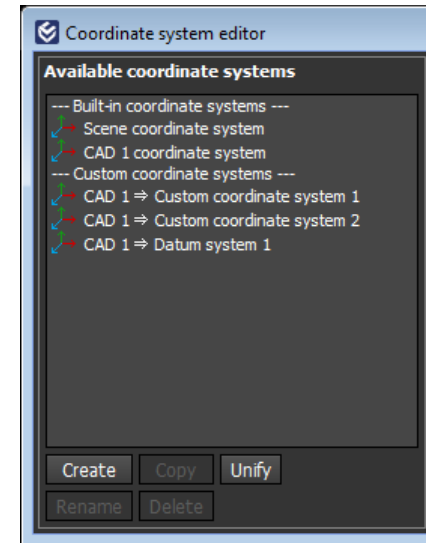 Coordinate system editor
Available coordinate systems
--- Built-in coordinate systems ---
Scene coordinate system
CAD 1 coordinate system
--- Custom coordinate systems ---
CAD 1 ⇒ Custom coordinate system 1
CAD 1 ⇒ Custom coordinate system 2
CAD 1 ⇒ Datum system 1
Create Copy Unify
Rename Delete